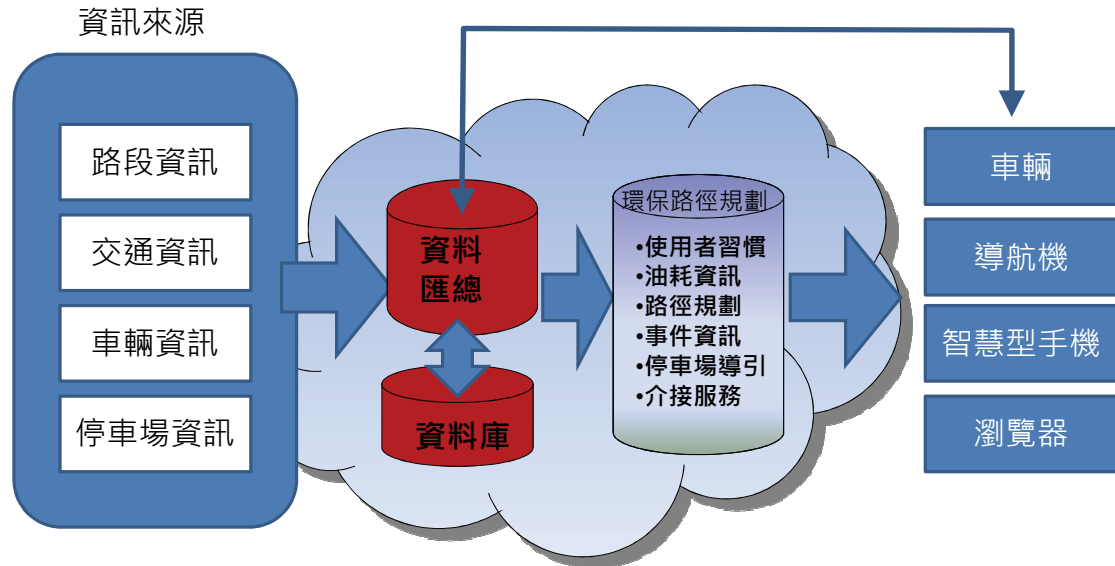 資訊來源
路段資訊
交通資訊
車輛資訊
停車場資訊
資料
匯總
資料庫
環保路徑規劃
•使用者習慣
•油耗資訊
•路徑規劃
•事件資訊
•停車場導引
•介接服務
車輛
導航機
智慧型手機
瀏覽器